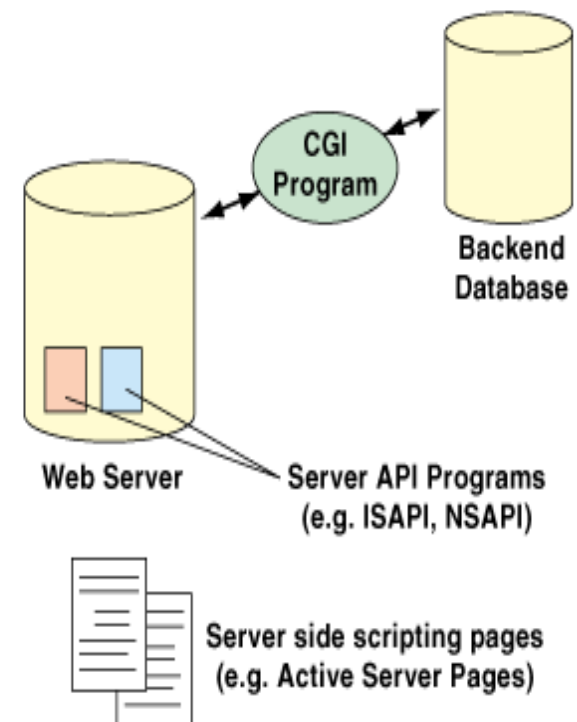 CGI
Program
Backend
Database
Web Server
Server API Programs
(e.g. ISAPI, NSAPI)
Server side scripting pages
(e.g. Active Server Pages)